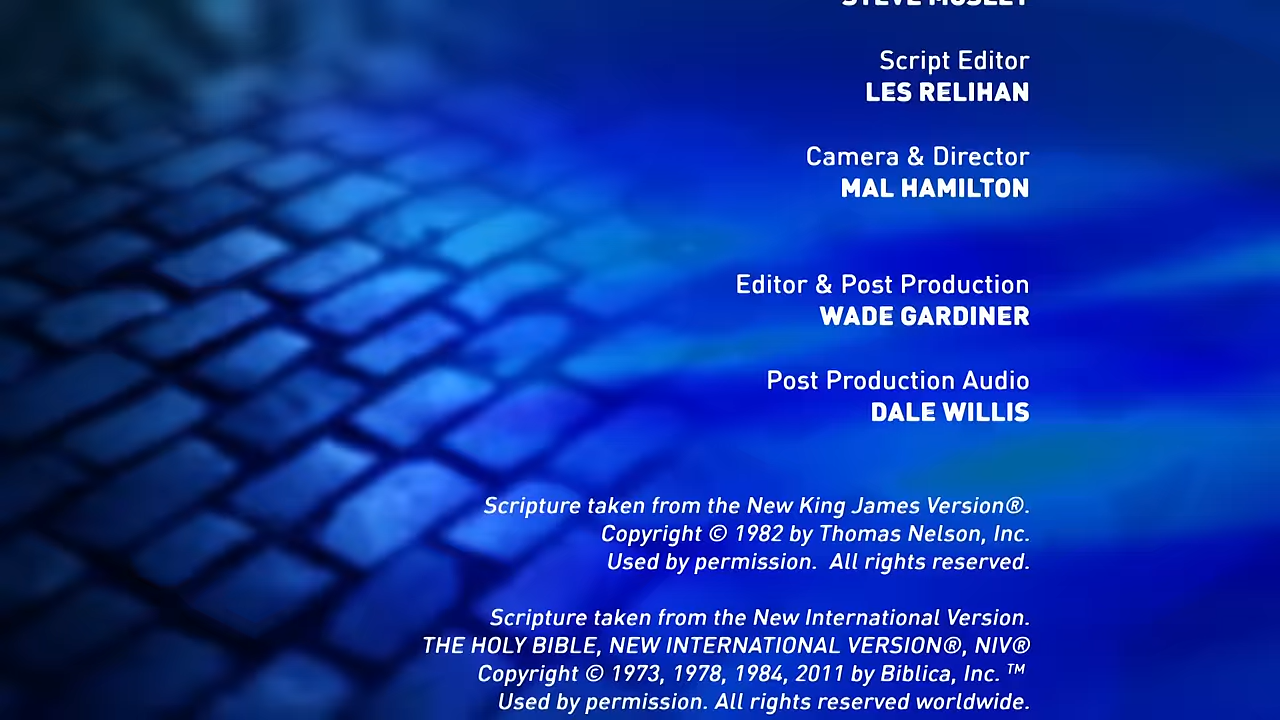 STEVE MOSLEY
Script Editor
LES RELIHAN
Camera & Director
MAL HAMILTON
Editor & Post Production
WADE GARDINER
Post Production Audio
DALE WILLIS
Scripture taken from the New King James Version®.
Copyright © 1982 by Thomas Nelson, Inc.
Used by permission.  All rights reserved.
Scripture taken from the New International Version.
THE HOLY BIBLE, NEW INTERNATIONAL VERSION®, NIV®
Copyright © 1973, 1978, 1984, 2011 by Biblica, Inc.™
Used by permission. All rights reserved worldwide.